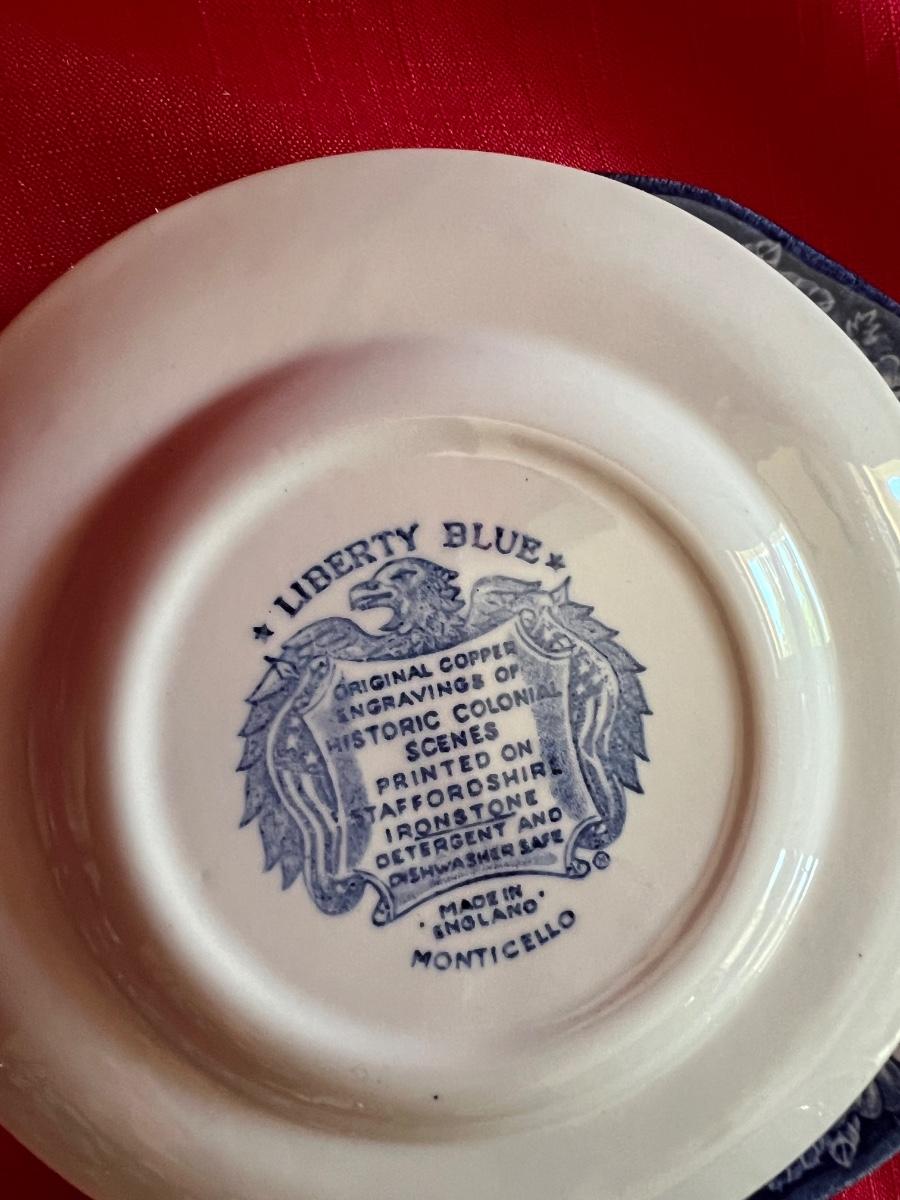 ★ LIBERTY BLUE ★
ORIGINAL COPPER
ENGRAVINGS OF
HISTORIC COLONIAL
SCENES
PRINTED ON
STAFFORDSHIRE
IRONSTONE
DETERGENT AND
DISHWASHER SAFE
®
· MADE IN ·
ENGLAND
MONTICELLO